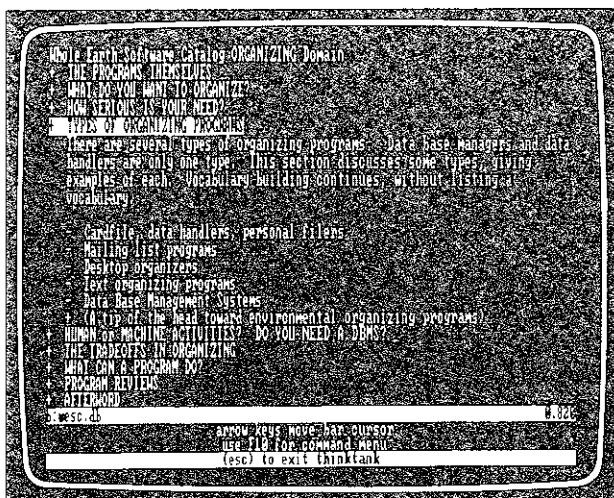 Whole Earth Software Catalog ORGANIZING Domain
+ THE PROGRAMS THEMSELVES
+ WHAT DO YOU WANT TO ORGANIZE?
+ HOW SERIOUS IS YOUR NEED?
+ TYPES OF ORGANIZING PROGRAMS
There are several types of organizing programs. Data base managers and data
handlers are only one type. This section discusses some types, giving
examples of each. Vocabulary building continues, without listing a
vocabulary.
- Cardfile, data handlers, personal filers
- Mailing list programs
- Desktop organizers
- Text organizing programs
- Data Base Management Systems
+ (A tip of the head toward environmental organizing programs)
+ HUMAN or MACHINE ACTIVITIES? DO YOU NEED A DBMS?
+ THE TRADEOFFS IN ORGANIZING
+ WHAT CAN A PROGRAM DO?
+ PROGRAM REVIEWS
+ AFTERWORD
b:wesc.db 0.820
arrow keys move bar cursor
use f10 for command menu
(esc) to exit thinktank